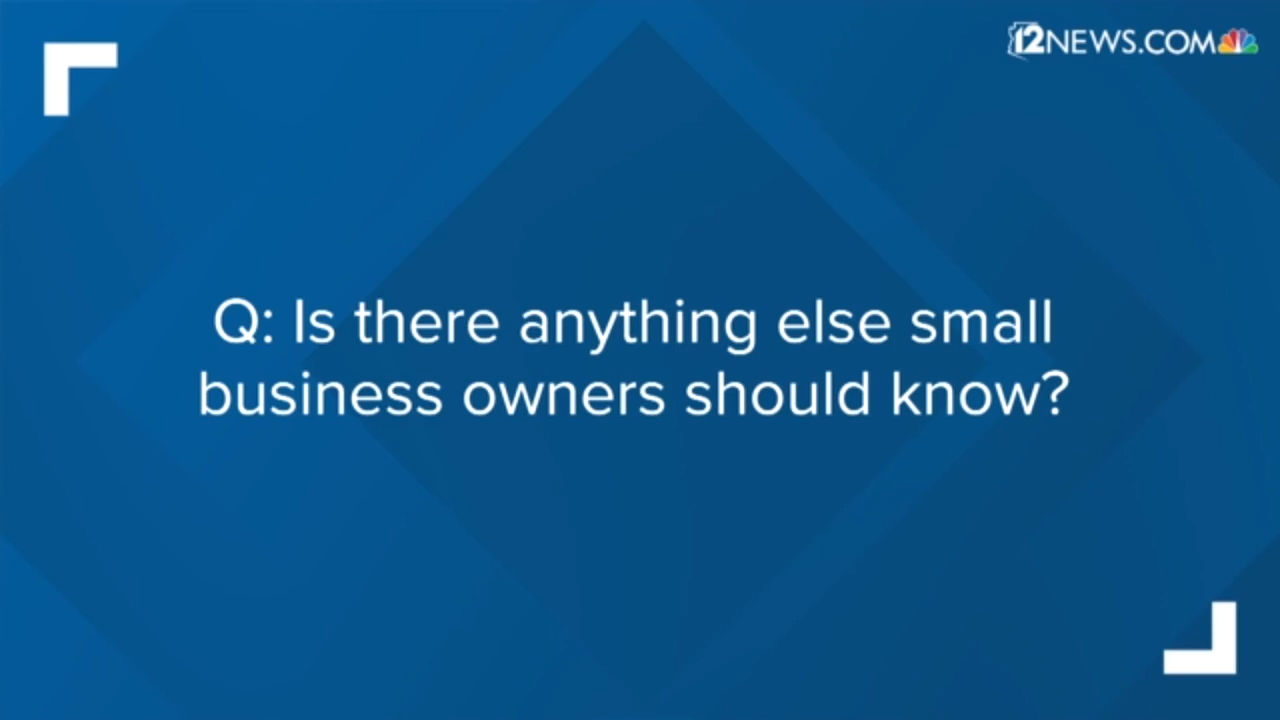 12NEWS.COM
Q: Is there anything else small
business owners should know?